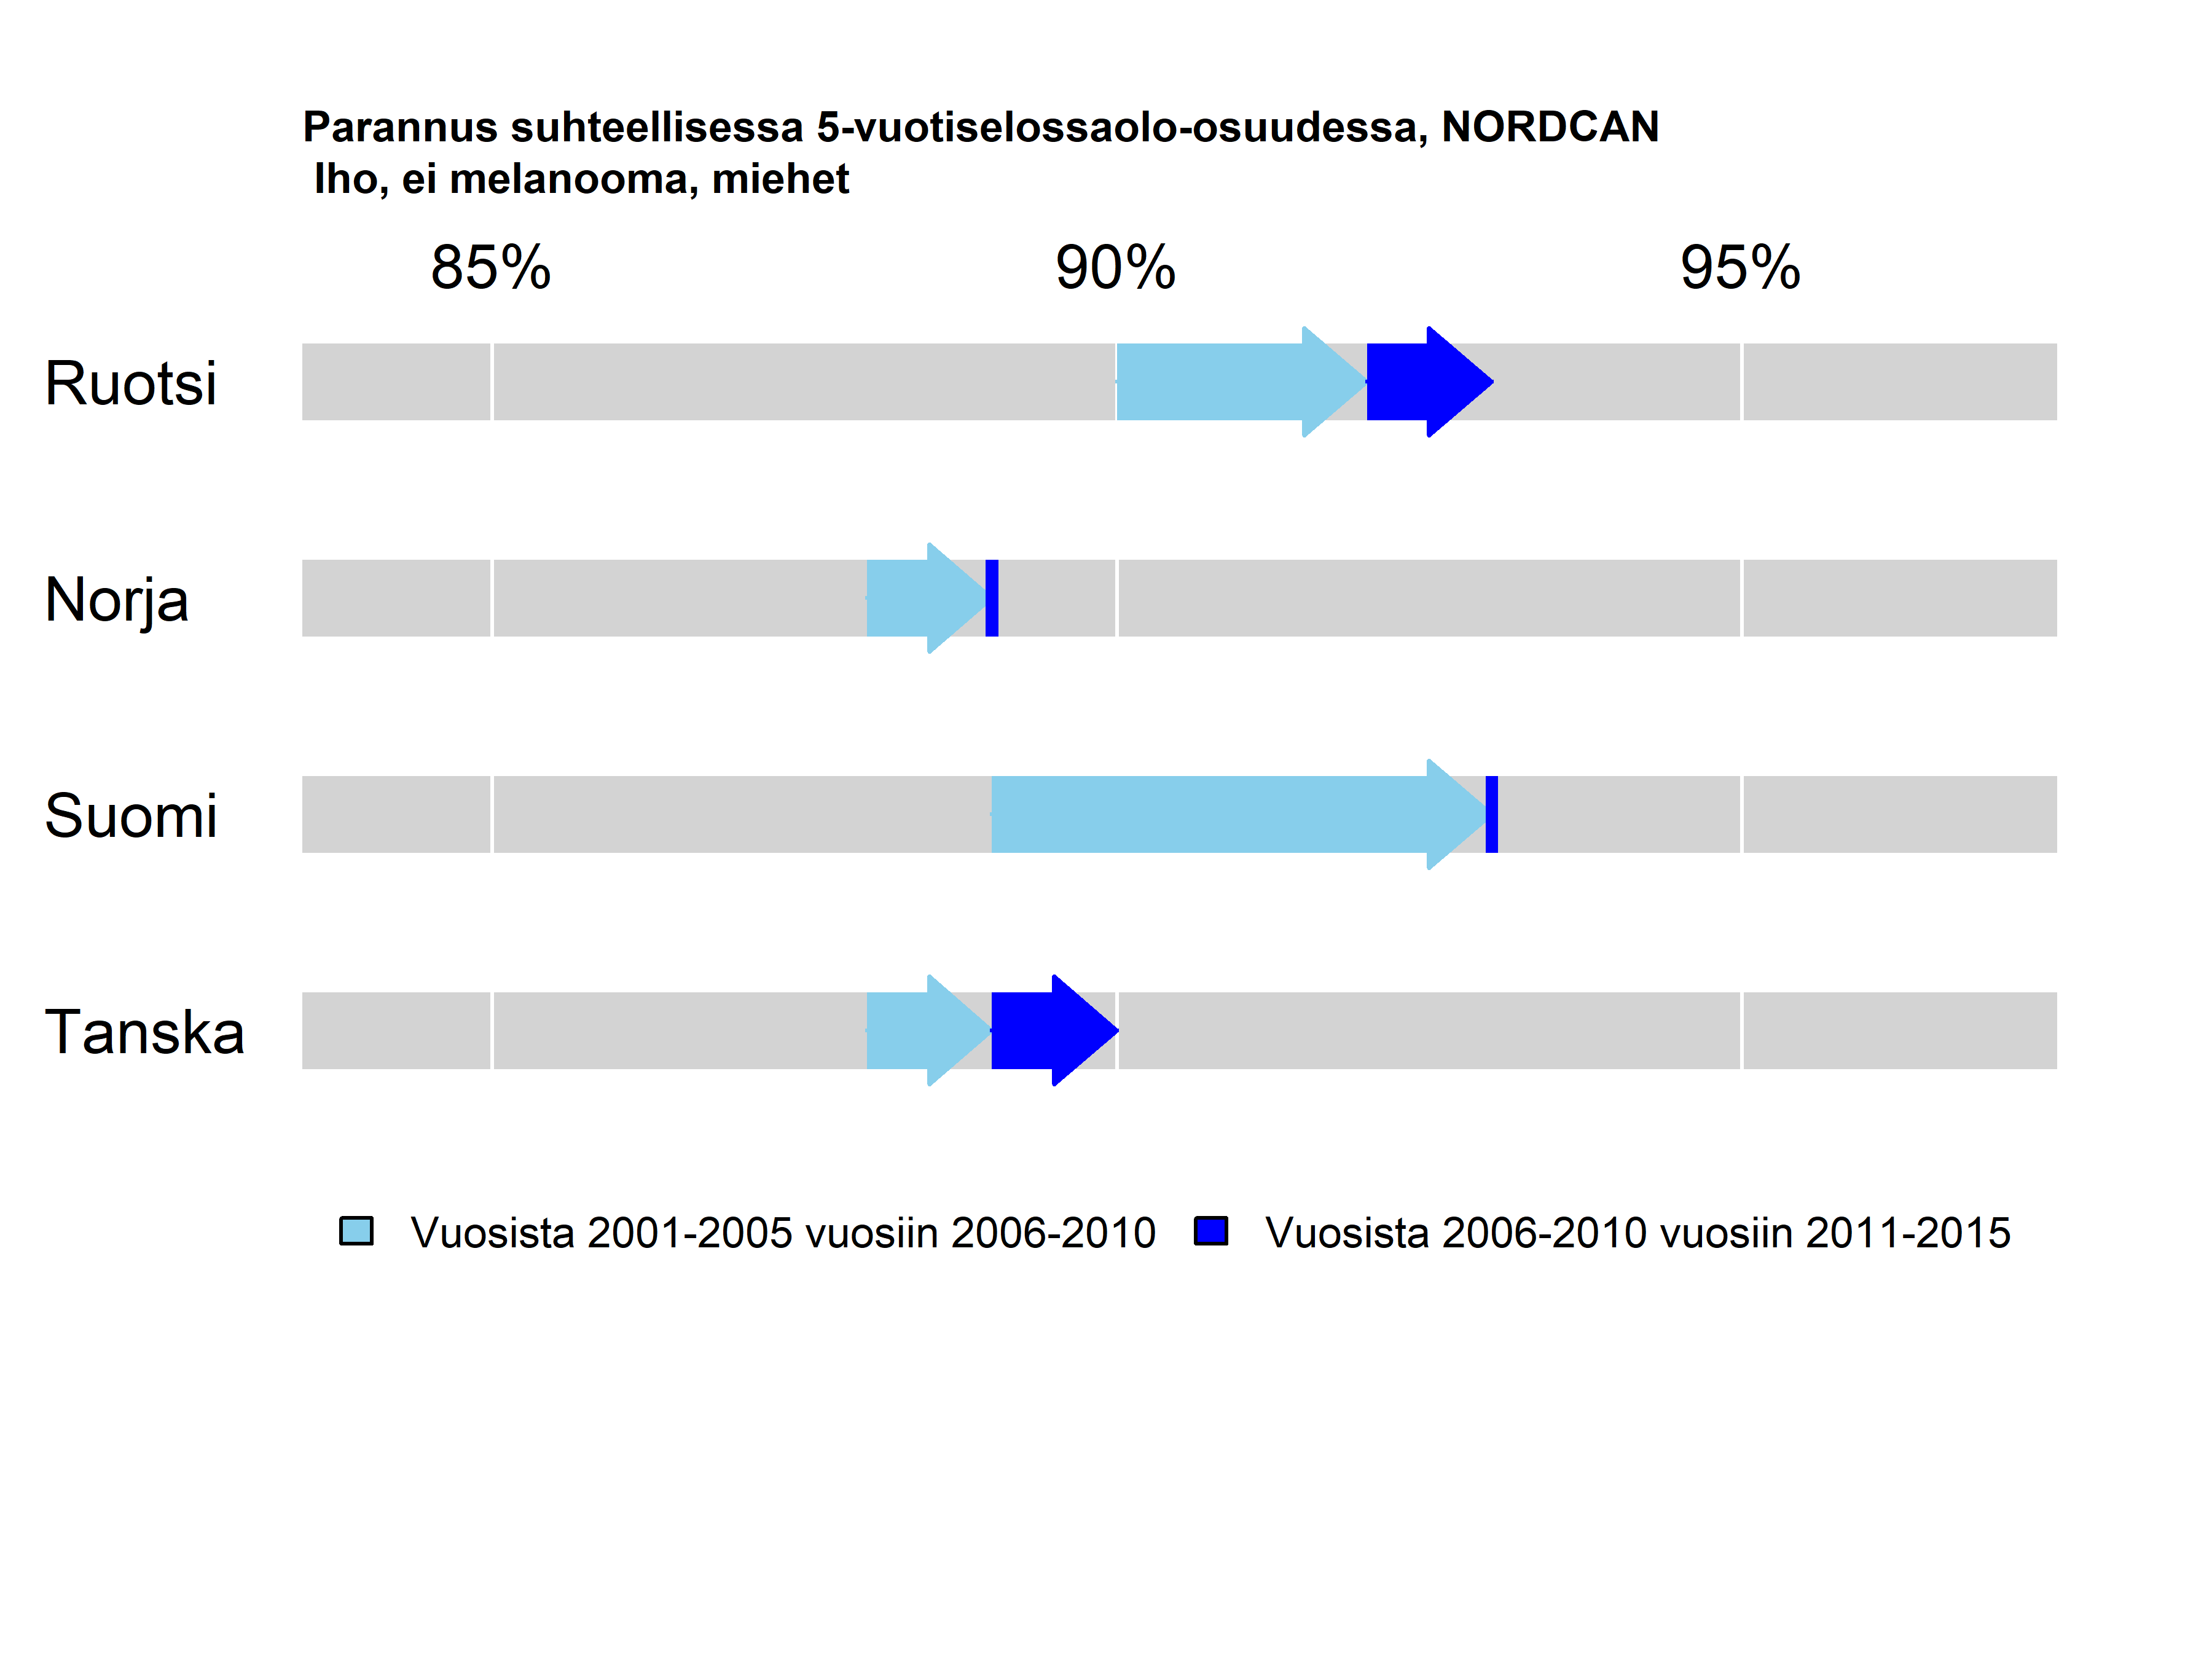 Parannus suhteellisessa 5-vuotiselossaolo-osuudessa, NORDCAN
Iho, ei melanooma, miehet
85% 90% 95%
Ruotsi
Norja
Suomi
Tanska
Vuosista 2001-2005 vuosiin 2006-2010 Vuosista 2006-2010 vuosiin 2011-2015